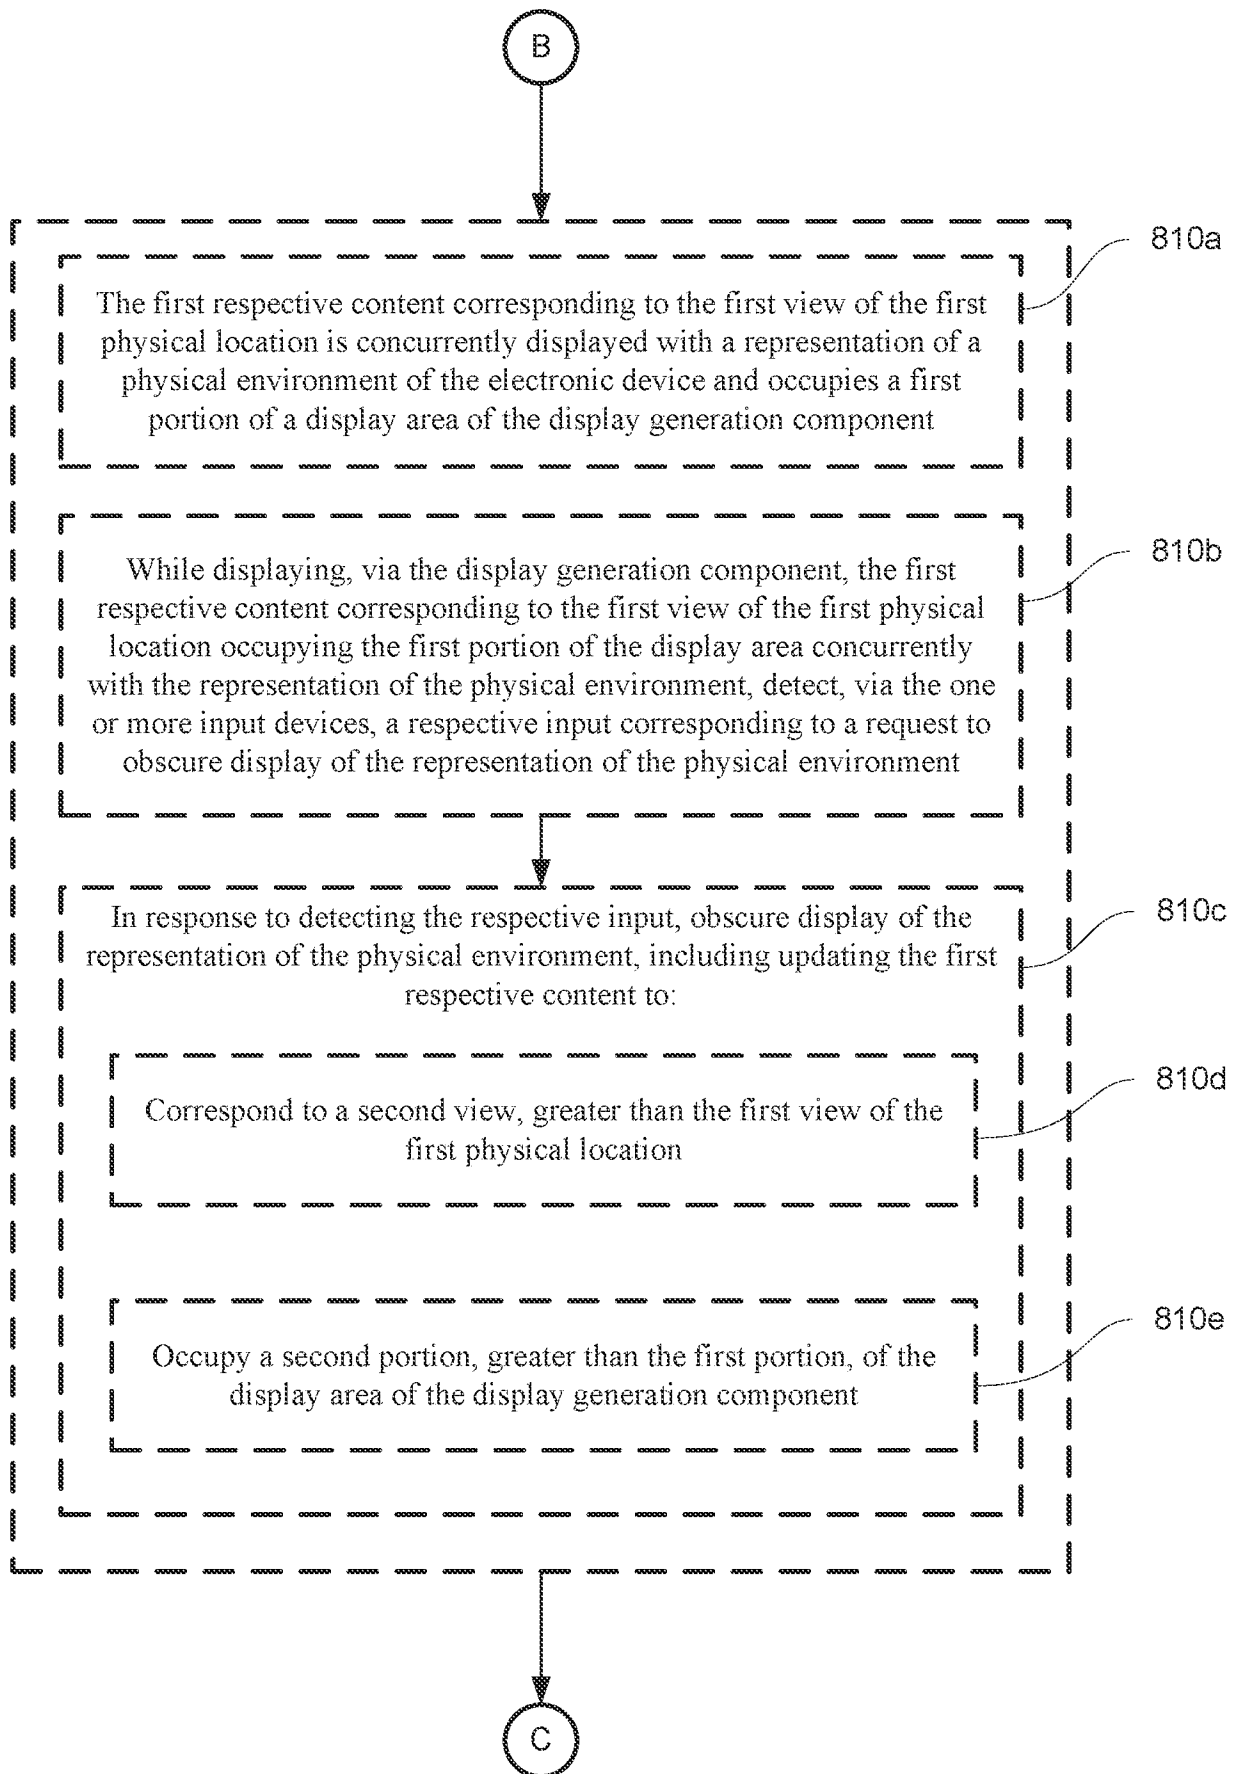 B
810a
The first respective content corresponding to the first view of the first
physical location is concurrently displayed with a representation of a
physical environment of the electronic device and occupies a first
portion of a display area of the display generation component
810b
While displaying, via the display generation component, the first
respective content corresponding to the first view of the first physical
location occupying the first portion of the display area concurrently
with the representation of the physical environment, detect, via the one
or more input devices, a respective input corresponding to a request to
obscure display of the representation of the physical environment
810c
In response to detecting the respective input, obscure display of the
representation of the physical environment, including updating the first
respective content to:
810d
Correspond to a second view, greater than the first view of the
first physical location
810e
Occupy a second portion, greater than the first portion, of the
display area of the display generation component
C